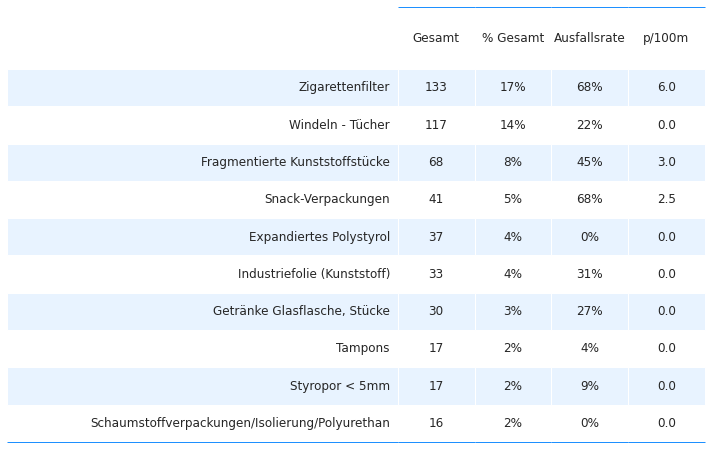 Gesamt % Gesamt Ausfallsrate p/100m
Zigarettenfilter 133 17% 68% 6.0
Windeln - Tücher 117 14% 22% 0.0
Fragmentierte Kunststoffstücke 68 8% 45% 3.0
Snack-Verpackungen 41 5% 68% 2.5
Expandiertes Polystyrol 37 4% 0% 0.0
Industriefolie (Kunststoff) 33 4% 31% 0.0
Getränke Glasflasche, Stücke 30 3% 27% 0.0
Tampons 17 2% 4% 0.0
Styropor < 5mm 17 2% 9% 0.0
Schaumstoffverpackungen/Isolierung/Polyurethan 16 2% 0% 0.0